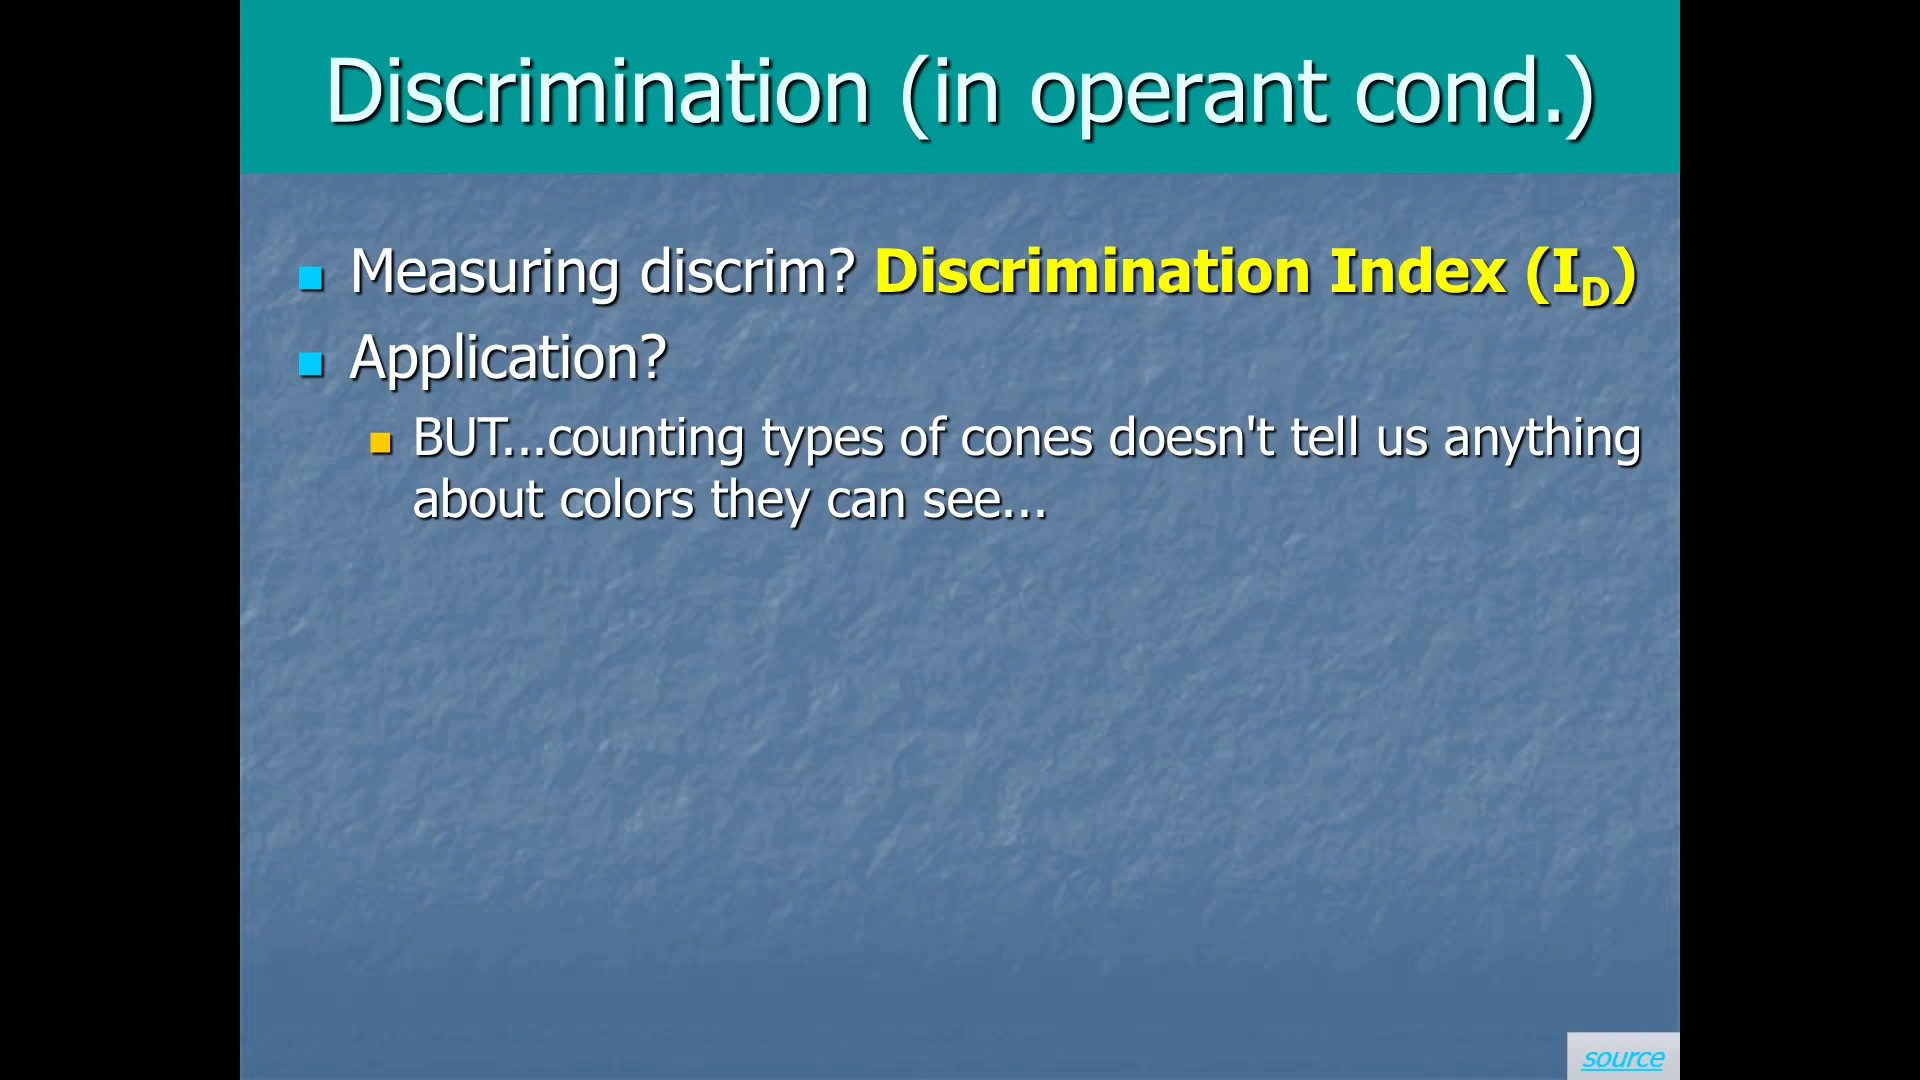 Discrimination (in operant cond.)
Measuring discrim? Discrimination Index (I_D)
Application?
BUT...counting types of cones doesn't tell us anything
about colors they can see...
source